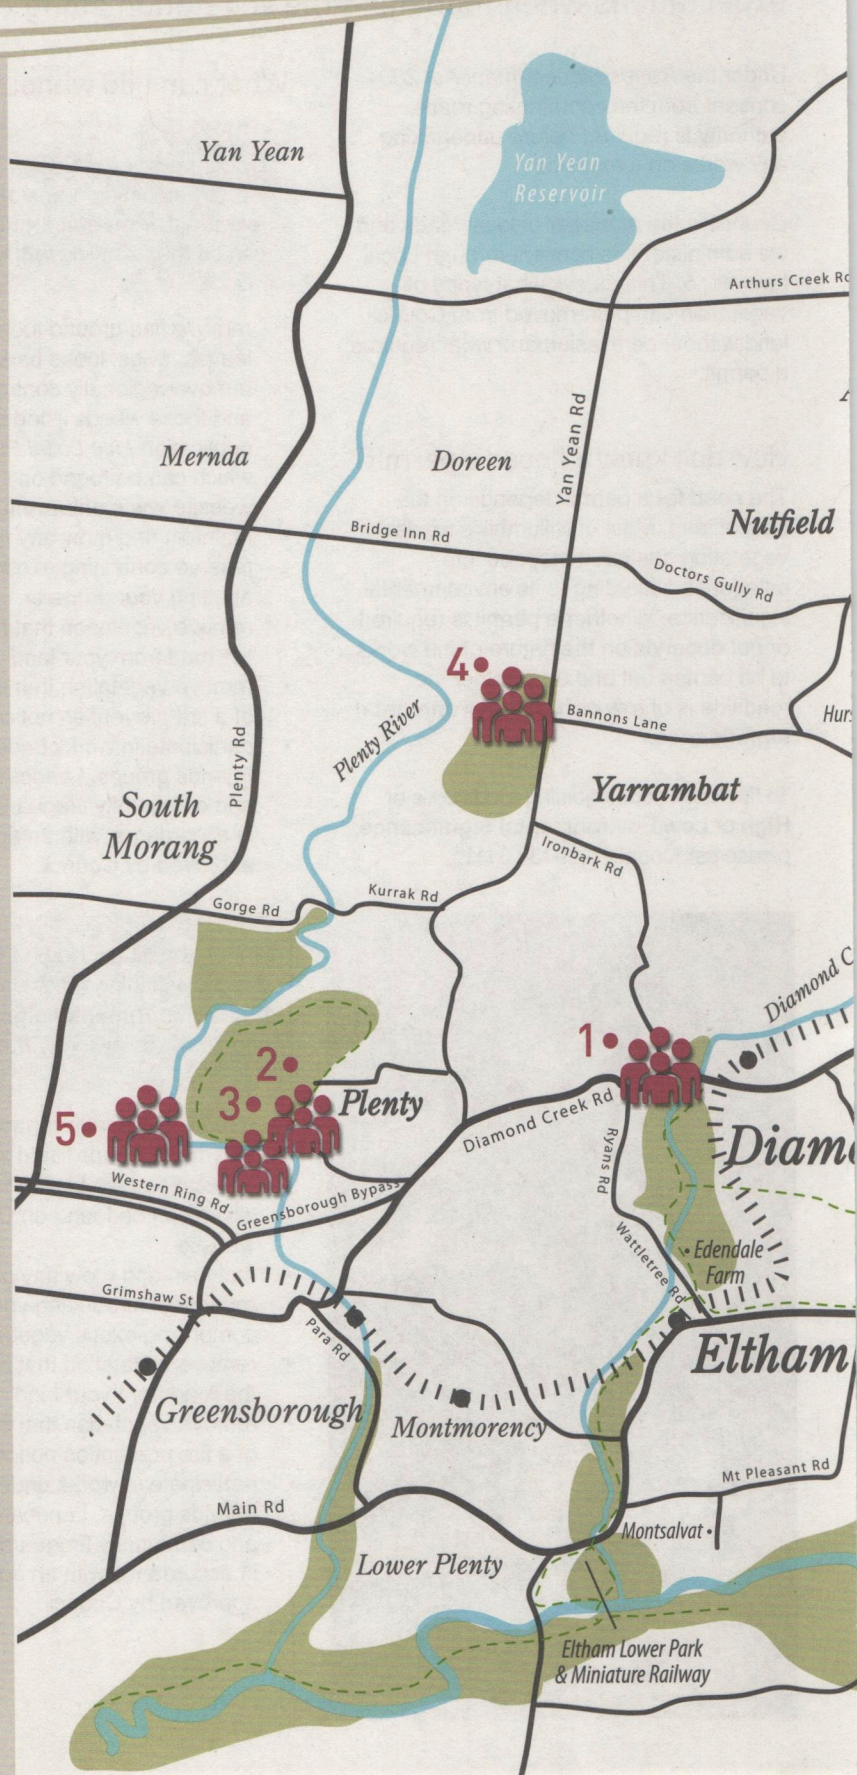 Yan Yean
Yan Yean
Reservoir
Arthurs Creek Rd
Mernda
Doreen
Yan Yean Rd
Nutfield
Bridge Inn Rd
Doctors Gully Rd
4
Plenty River
Bannons Lane
Hurs
Plenty Rd
Yarrambat
South
Morang
Ironbark Rd
Gorge Rd
Kurrak Rd
Diamond C
1
2
3
Plenty
5
Diamond Creek Rd
Ryans Rd
Diam
Western Ring Rd
Greensborough Bypass
Wattletree Rd
Edendale
Farm
Grimshaw St
Para Rd
Eltham
Greensborough
Montmorency
Mt Pleasant Rd
Main Rd
Montsalvat
Lower Plenty
Eltham Lower Park
& Miniature Railway